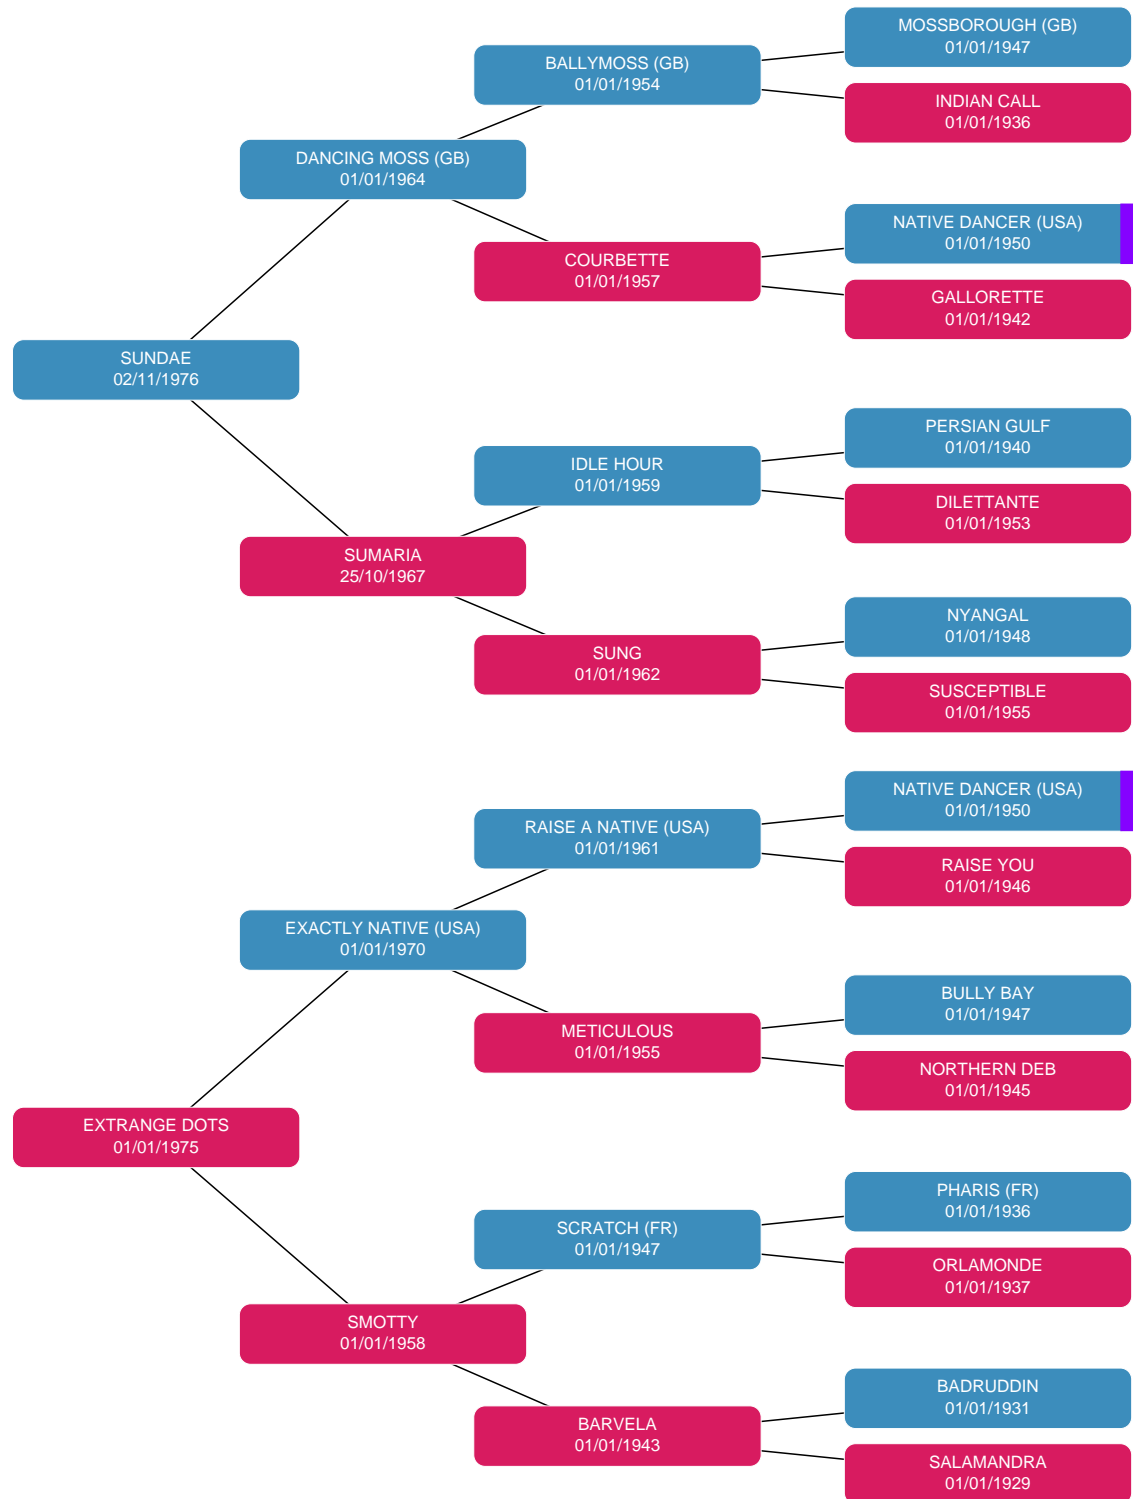 MOSSBOROUGH (GB)
01/01/1947
BALLYMOSS (GB)
01/01/1954
INDIAN CALL
01/01/1936
DANCING MOSS (GB)
01/01/1964
NATIVE DANCER (USA)
01/01/1950
COURBETTE
01/01/1957
GALLORETTE
01/01/1942
SUNDAE
02/11/1976
PERSIAN GULF
01/01/1940
IDLE HOUR
01/01/1959
DILETTANTE
01/01/1953
SUMARIA
25/10/1967
NYANGAL
01/01/1948
SUNG
01/01/1962
SUSCEPTIBLE
01/01/1955
NATIVE DANCER (USA)
01/01/1950
RAISE A NATIVE (USA)
01/01/1961
RAISE YOU
01/01/1946
EXACTLY NATIVE (USA)
01/01/1970
BULLY BAY
01/01/1947
METICULOUS
01/01/1955
NORTHERN DEB
01/01/1945
EXTRANGE DOTS
01/01/1975
PHARIS (FR)
01/01/1936
SCRATCH (FR)
01/01/1947
ORLAMONDE
01/01/1937
SMOTTY
01/01/1958
BADRUDDIN
01/01/1931
BARVELA
01/01/1943
SALAMANDRA
01/01/1929